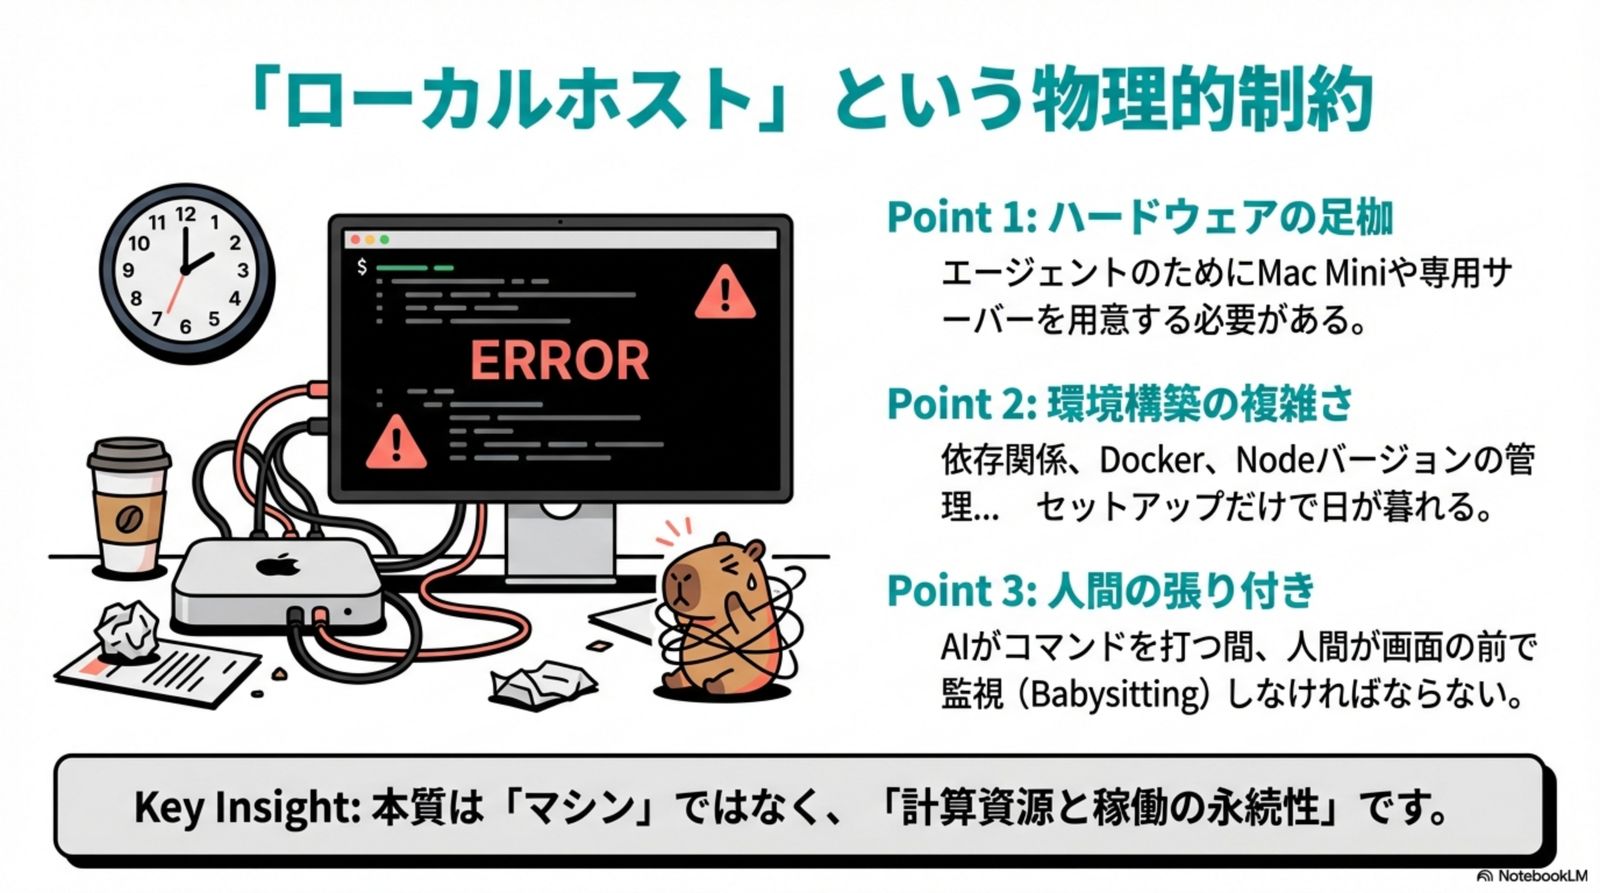 「ローカルホスト」という物理的制約
11 12 1
10 2
9 3
8 4
7 6 5
$
ERROR
Point 1: ハードウェアの足枷
エージェントのためにMac Miniや専用サ
ーバーを用意する必要がある。
Point 2: 環境構築の複雑さ
依存関係、Docker、Nodeバージョンの管
理... セットアップだけで日が暮れる。
Point 3: 人間の張り付き
AIがコマンドを打つ間、人間が画面の前で
監視（Babysitting）しなければならない。
Key Insight: 本質は「マシン」ではなく、「計算資源と稼働の永続性」です。
NotebookLM